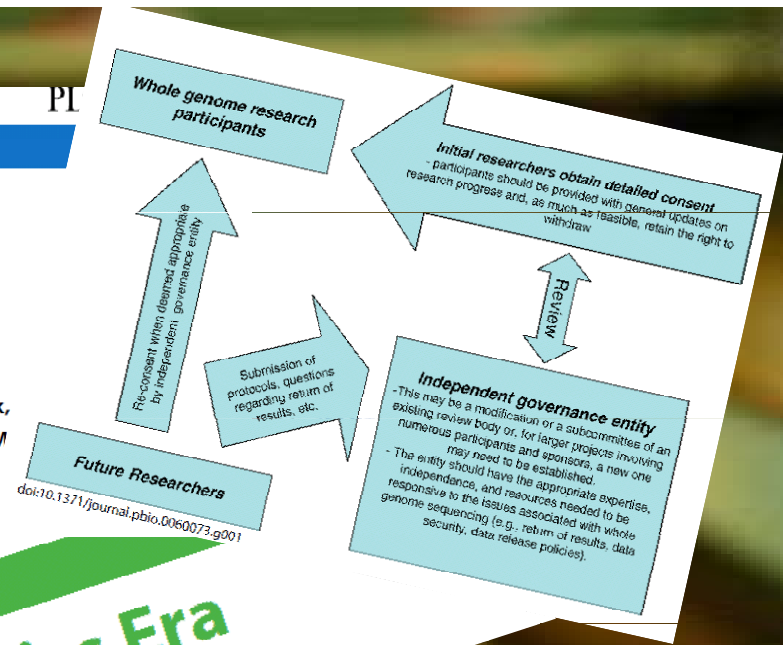 PL
Whole genome research
participants
Initial researchers obtain detailed consent
- participants should be provided with general updates on
research progress and, as much as feasible, retain the right to
withdraw
Re-consent when deemed appropriate
by independent governance entity
Review
Submission of
protocols, questions
regarding return of
results, etc.
Independent governance entity
-This may be a modification or a subcommittee of an
existing review body or, for larger projects involving
numerous participants and sponsors, a new one
may need to be established.
- The entity should have the appropriate expertise,
independence, and resources needed to be
responsive to the issues associated with whole
genome sequencing (e.g., return of results, data
security, data release policies).
Future Researchers
doi:10.1371/journal.pbio.0060073.g001
Era